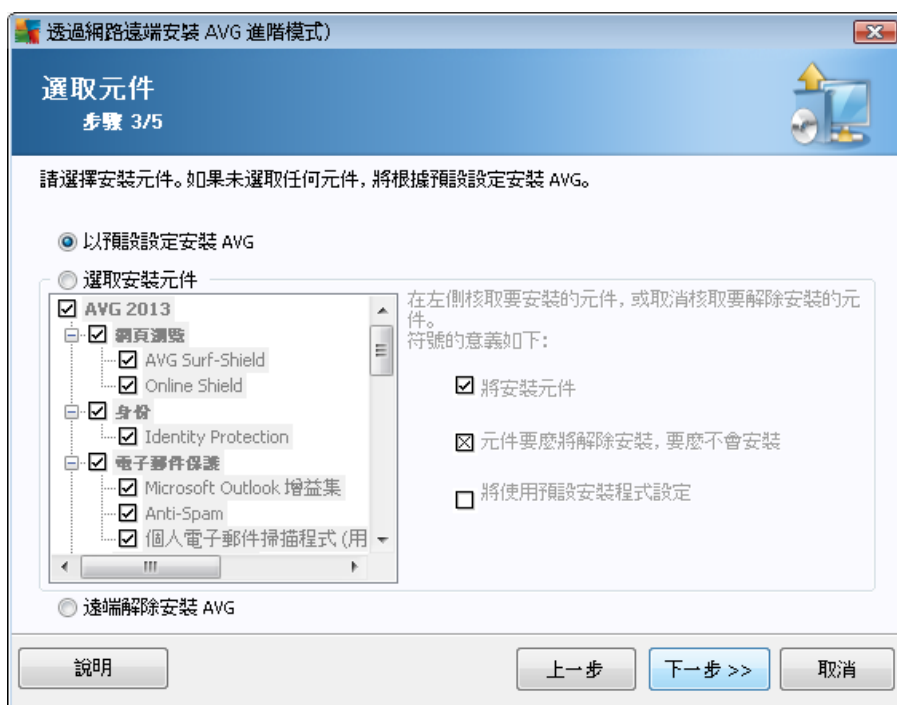 透過網路遠端安裝 AVG 進階模式)
選取元件
步驟 3/5
請選擇安裝元件。如果未選取任何元件, 將根據預設設定安裝 AVG。
以預設設定安裝 AVG
選取安裝元件
AVG 2013
網頁瀏覽
AVG Surf-Shield
Online Shield
身份
Identity Protection
電子郵件保護
Microsoft Outlook 增益集
Anti-Spam
個人電子郵件掃描程式 (用
在左側核取要安裝的元件, 或取消核取要解除安裝的元
件。
符號的意義如下:
將安裝元件
元件要麼將解除安裝, 要麼不會安裝
將使用預設安裝程式設定
遠端解除安裝 AVG
說明
上一步
下一步 >>
取消